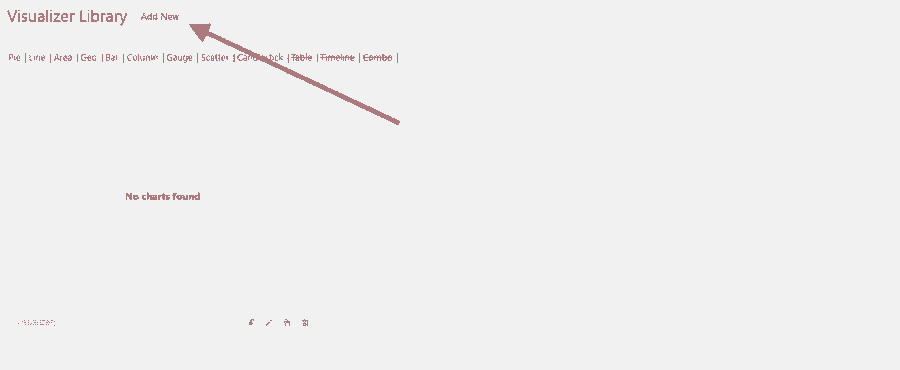 Visualizer Library Add New
Pie | Line | Area | Geo | Bar | Column | Gauge | Scatter | Candlestick | Table | Timeline | Combo |
No charts found